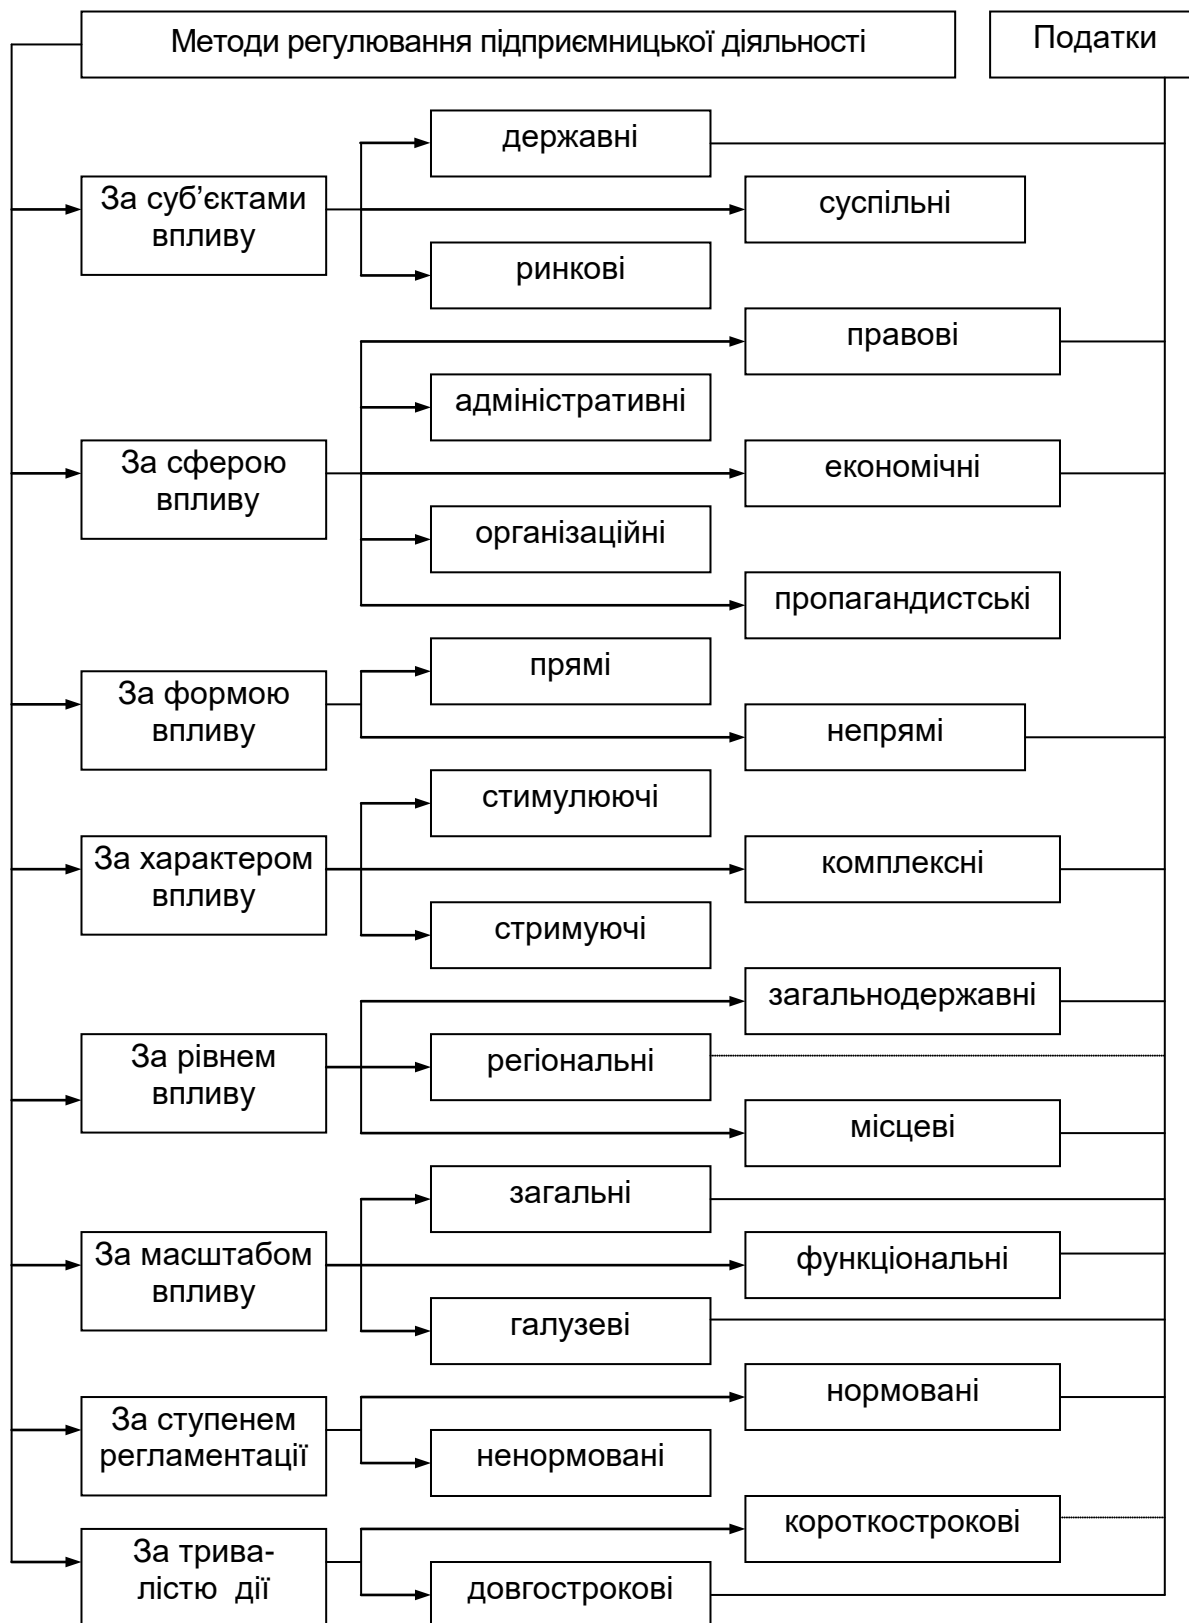 Методи регулювання підприємницької діяльності
Податки
За суб’єктами
впливу
державні
суспільні
ринкові
За сферою
впливу
правові
адміністративні
економічні
організаційні
пропагандистські
За формою
впливу
прямі
непрямі
За характером
впливу
стимулюючі
комплексні
стримуючі
За рівнем
впливу
загальнодержавні
регіональні
місцеві
За масштабом
впливу
загальні
функціональні
галузеві
За ступенем
регламентації
нормовані
ненормовані
За трива-
лістю дії
короткострокові
довгострокові